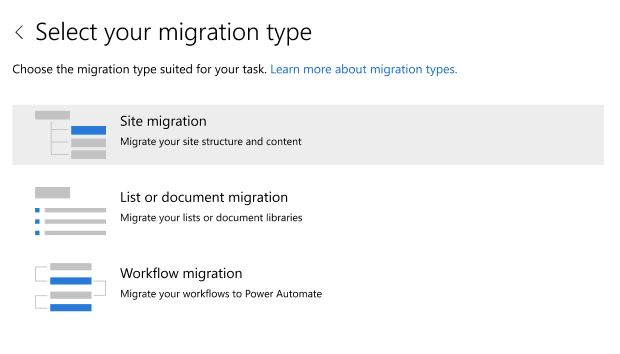 Select your migration type
Choose the migration type suited for your task. Learn more about migration types.
Site migration
Migrate your site structure and content
List or document migration
Migrate your lists or document libraries
Workflow migration
Migrate your workflows to Power Automate